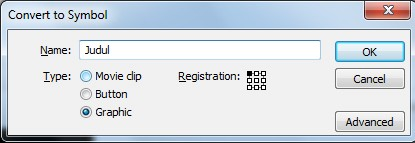 Convert to Symbol
Name: Judul
OK
Type: Movie clip Registration:
Cancel
Button
Graphic
Advanced